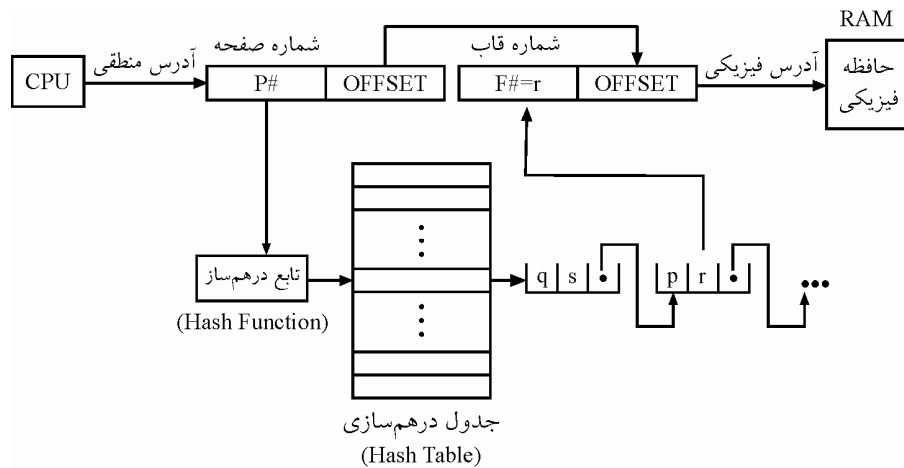 RAM
شماره صفحه
شماره قاب
CPU
آدرس منطقی
P#
OFFSET
F#=r
OFFSET
آدرس فیزیکی
حافظه
فیزیکی
تابع درهم‌ساز
(Hash Function)
q s
p r
جدول درهم‌سازی
(Hash Table)